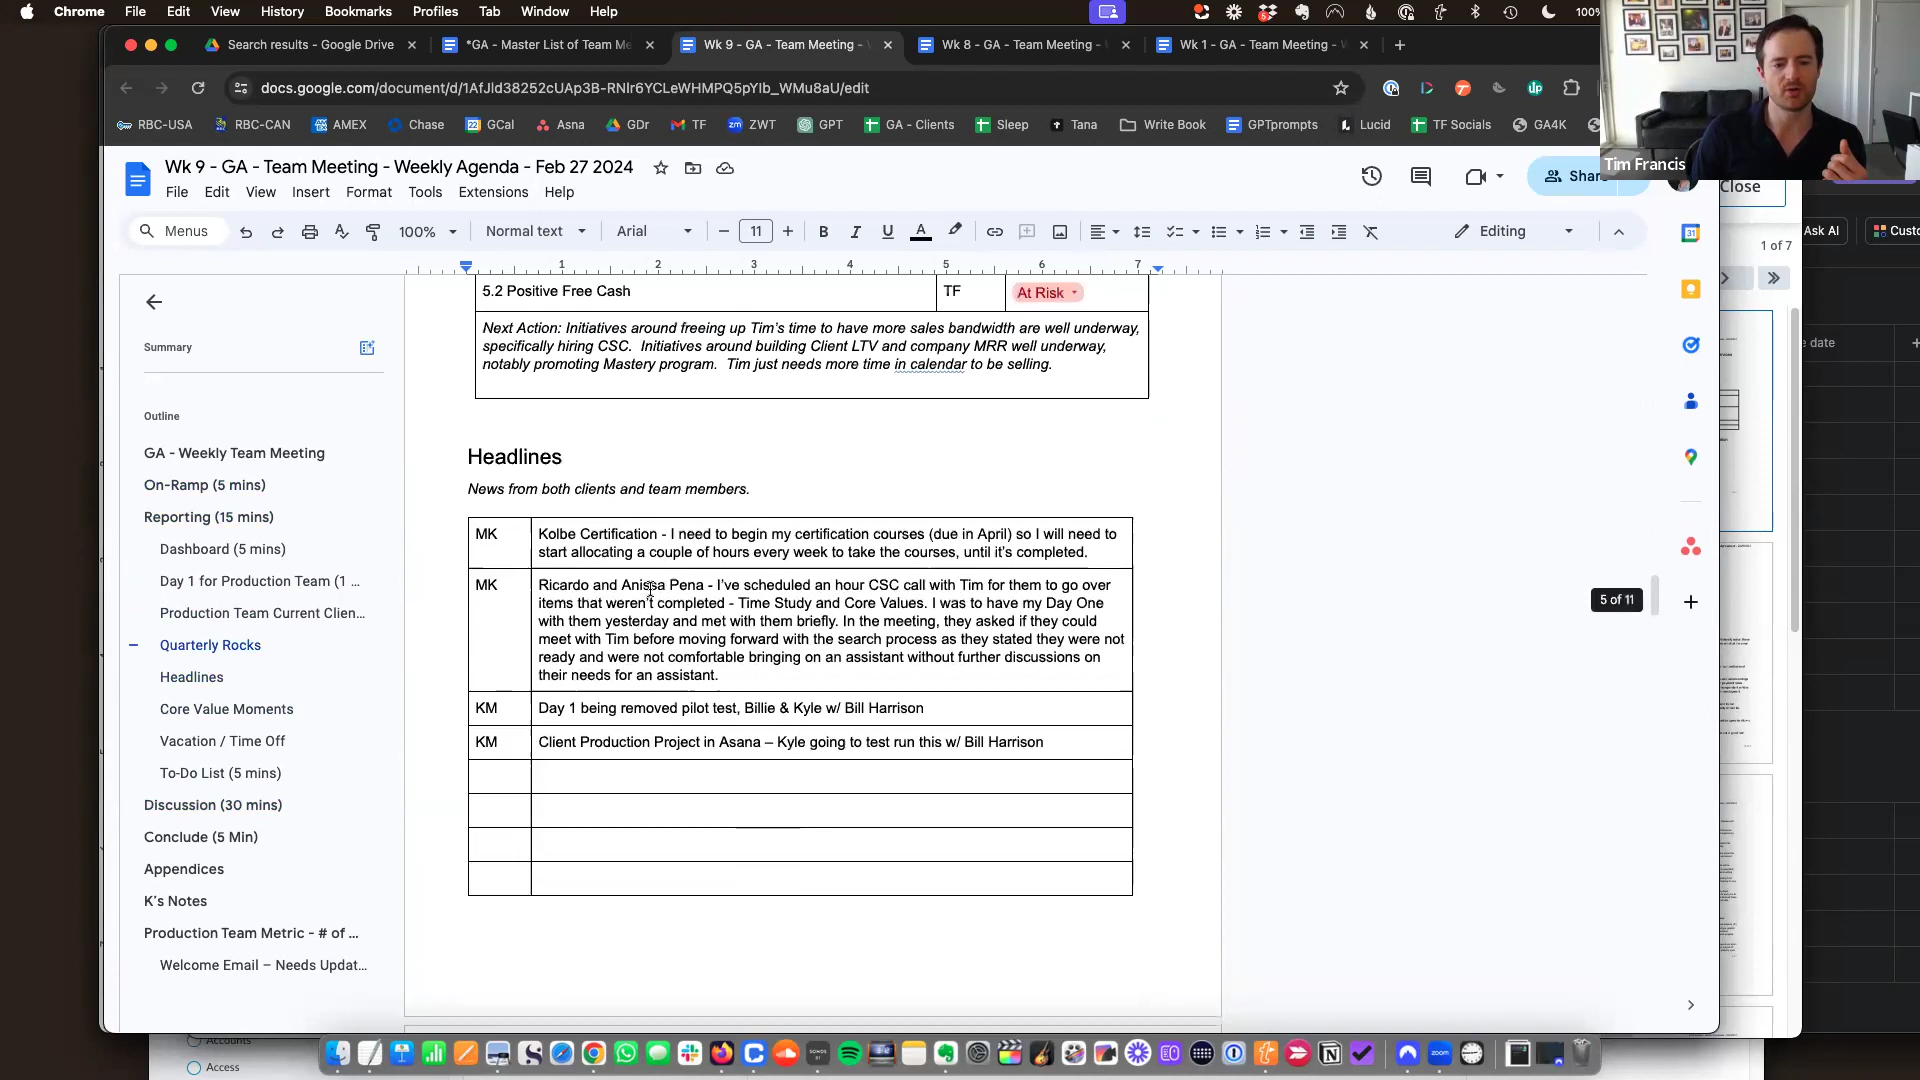 Chrome File Edit View History Bookmarks Profiles Tab Window Help 100%
Search results - Google Drive
*GA - Master List of Team Me
Wk 9 - GA - Team Meeting -
Wk 8 - GA - Team Meeting -
Wk 1 - GA - Team Meeting -
docs.google.com/document/d/1AfJld38252cUAp3B-RNIr6YCLeWHMPQ5pYIb_WMu8aU/edit
RBC-USA RBC-CAN AMEX Chase GCal Asna GDr TF ZWT GPT GA - Clients Sleep Tana Write Book GPTprompts Lucid TF Socials GA4K
Tim Francis
Wk 9 - GA - Team Meeting - Weekly Agenda - Feb 27 2024
File Edit View Insert Format Tools Extensions Help
Share
Close
Menus 100% Normal text Arial 11 Editing
Ask AI
Custo
1 of 7
1 2 3 4 5 6 7
Summary
Outline
GA - Weekly Team Meeting
On-Ramp (5 mins)
Reporting (15 mins)
Dashboard (5 mins)
Day 1 for Production Team (1 ...
Production Team Current Clien...
Quarterly Rocks
Headlines
Core Value Moments
Vacation / Time Off
To-Do List (5 mins)
Discussion (30 mins)
Conclude (5 Min)
Appendices
K's Notes
Production Team Metric - # of ...
Welcome Email – Needs Updat...
5.2 Positive Free Cash TF At Risk
Next Action: Initiatives around freeing up Tim's time to have more sales bandwidth are well underway,
specifically hiring CSC. Initiatives around building Client LTV and company MRR well underway,
notably promoting Mastery program. Tim just needs more time in calendar to be selling.
Headlines
News from both clients and team members.
MK Kolbe Certification - I need to begin my certification courses (due in April) so I will need to
start allocating a couple of hours every week to take the courses, until it's completed.
MK Ricardo and Anissa Pena - I've scheduled an hour CSC call with Tim for them to go over
items that weren't completed - Time Study and Core Values. I was to have my Day One
with them yesterday and met with them briefly. In the meeting, they asked if they could
meet with Tim before moving forward with the search process as they stated they were not
ready and were not comfortable bringing on an assistant without further discussions on
their needs for an assistant.
KM Day 1 being removed pilot test, Billie & Kyle w/ Bill Harrison
KM Client Production Project in Asana – Kyle going to test run this w/ Bill Harrison
5 of 11
e date
Accounts
Access